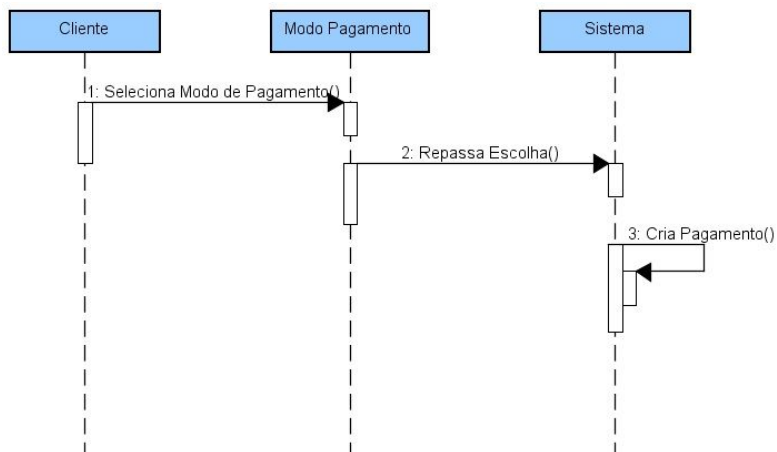 Cliente
Modo Pagamento
Sistema
1: Seleciona Modo de Pagamento()
2: Repassa Escolha()
3: Cria Pagamento()